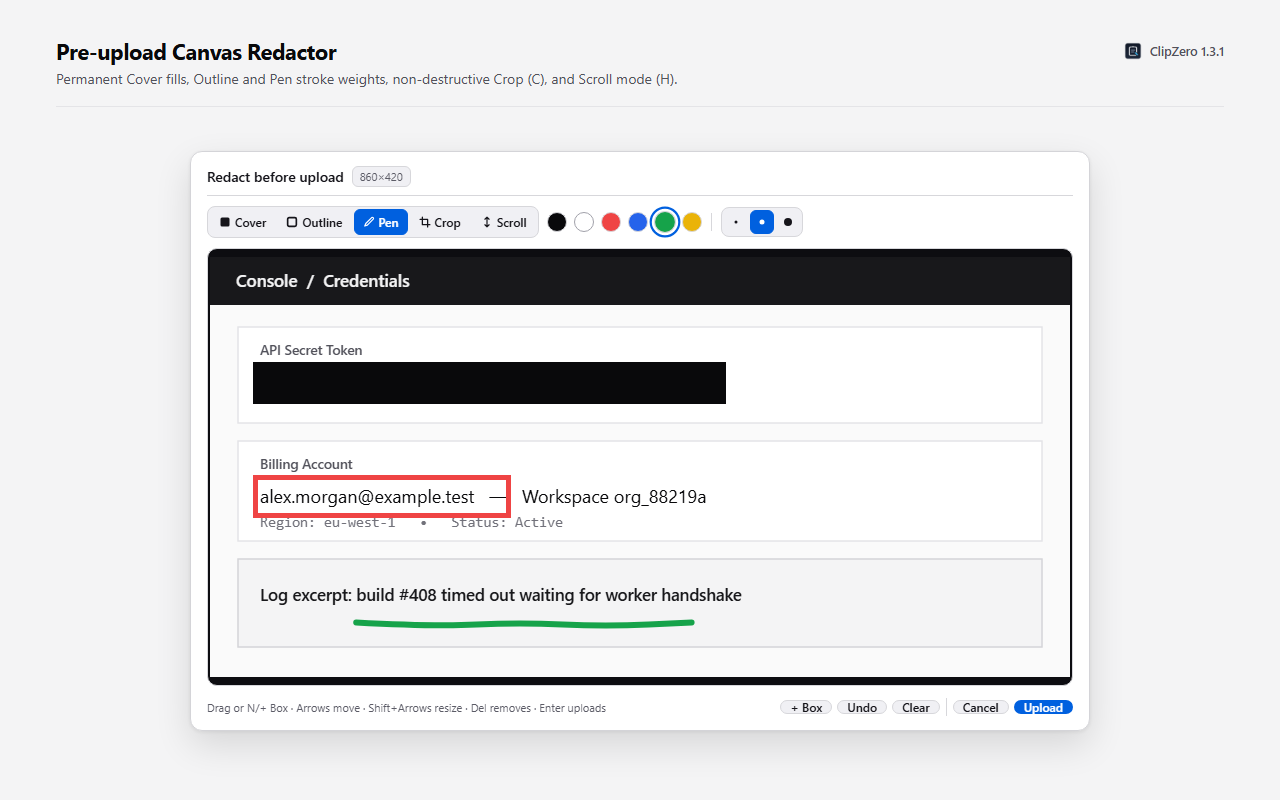 Pre-upload Canvas Redactor
ClipZero 1.3.1
Permanent Cover fills, Outline and Pen stroke weights, non-destructive Crop (C), and Scroll mode (H).
Redact before upload 860×420
Cover Outline Pen Crop Scroll
Console / Credentials
API Secret Token
Billing Account
alex.morgan@example.test — Workspace org_88219a
Region: eu-west-1 • Status: Active
Log excerpt: build #408 timed out waiting for worker handshake
Drag or N/+ Box · Arrows move · Shift+Arrows resize · Del removes · Enter uploads
+ Box Undo Clear Cancel Upload